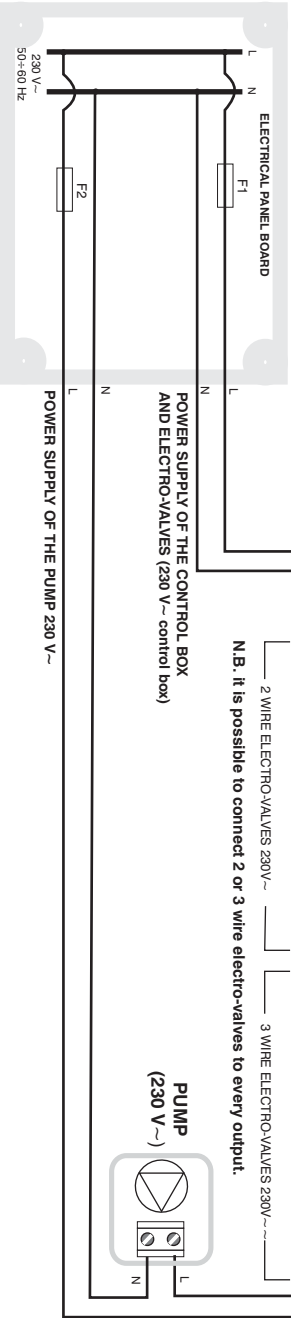 ELECTRICAL PANEL BOARD
L
N
F1
F2
230 V~
50÷60 Hz
L
N
N
L
POWER SUPPLY OF THE CONTROL BOX
AND ELECTRO-VALVES (230 V~ control box)
POWER SUPPLY OF THE PUMP 230 V~
2 WIRE ELECTRO-VALVES 230V~
3 WIRE ELECTRO-VALVES 230V~~
N.B. it is possible to connect 2 or 3 wire electro-valves to every output.
PUMP
(230 V~)
L
N